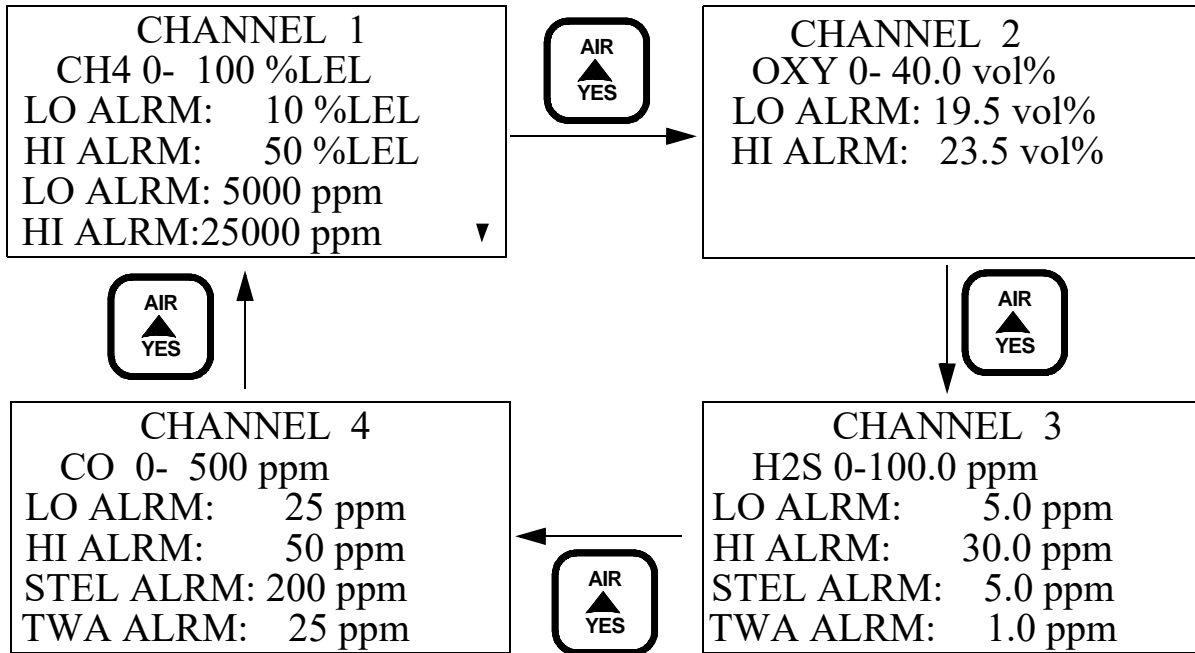 CHANNEL 1
CH4 0- 100 %LEL
LO ALRM: 10 %LEL
HI ALRM: 50 %LEL
LO ALRM: 5000 ppm
HI ALRM:25000 ppm ▼
AIR
YES
CHANNEL 2
OXY 0- 40.0 vol%
LO ALRM: 19.5 vol%
HI ALRM: 23.5 vol%
AIR
YES
CHANNEL 3
H2S 0-100.0 ppm
LO ALRM: 5.0 ppm
HI ALRM: 30.0 ppm
STEL ALRM: 5.0 ppm
TWA ALRM: 1.0 ppm
AIR
YES
CHANNEL 4
CO 0- 500 ppm
LO ALRM: 25 ppm
HI ALRM: 50 ppm
STEL ALRM: 200 ppm
TWA ALRM: 25 ppm
AIR
YES